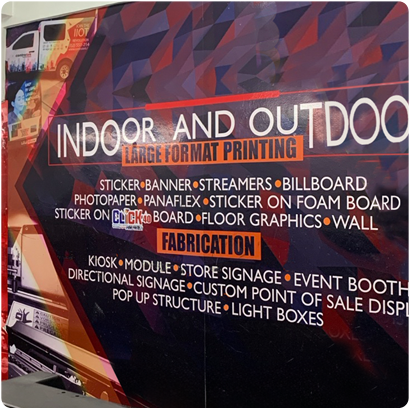 INDOOR AND OUTDOO
LARGE FORMAT PRINTING
STICKER•BANNER•STREAMERS•BILLBOARD
PHOTOPAPER•PANAFLEX•STICKER ON FOAM BOARD
STICKER ON CLICK BOARD•FLOOR GRAPHICS•WALL
FABRICATION
KIOSK•MODULE•STORE SIGNAGE•EVENT BOOTH
DIRECTIONAL SIGNAGE•CUSTOM POINT OF SALE DISPL
POP UP STRUCTURE•LIGHT BOXES